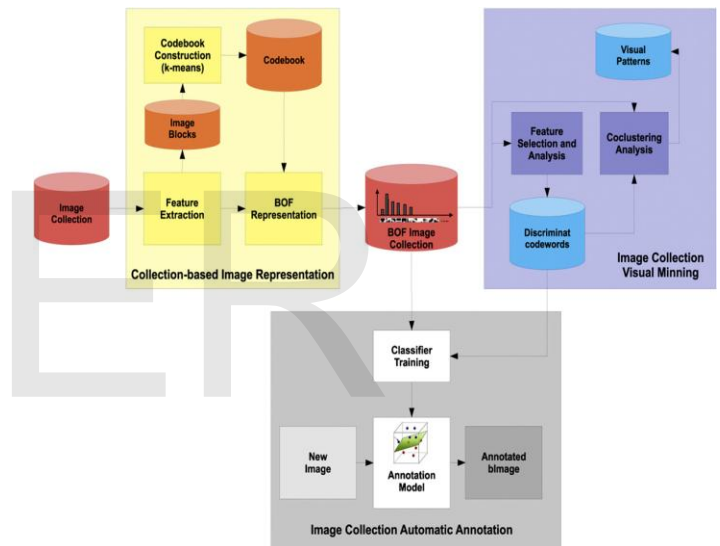 Codebook
Construction
(k-means)
Codebook
Image
Blocks
Image
Collection
Feature
Extraction
BOF
Representation
Collection-based Image Representation
BOF Image
Collection
Visual
Patterns
Feature
Selection and
Analysis
Coclustering
Analysis
Discriminat
codewords
Image Collection
Visual Minning
Classifier
Training
New
Image
Annotation
Model
Annotated
bImage
Image Collection Automatic Annotation
ER